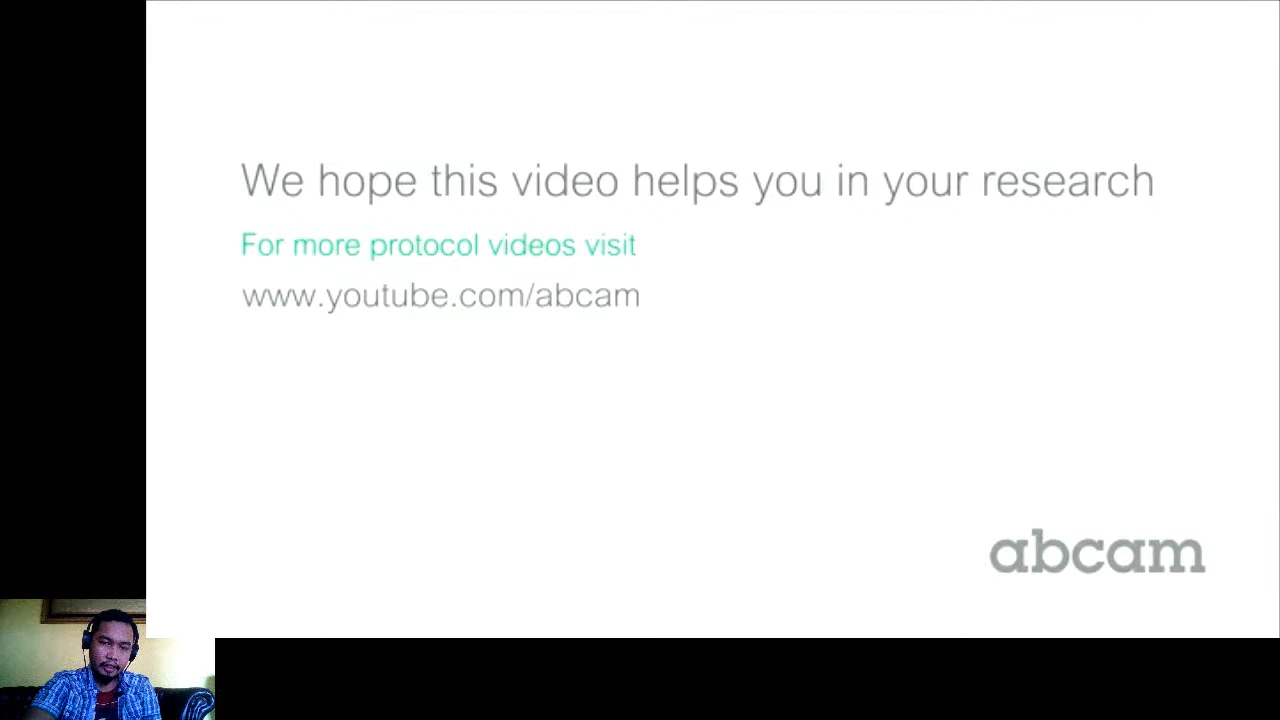 We hope this video helps you in your research
For more protocol videos visit
www.youtube.com/abcam
abcam